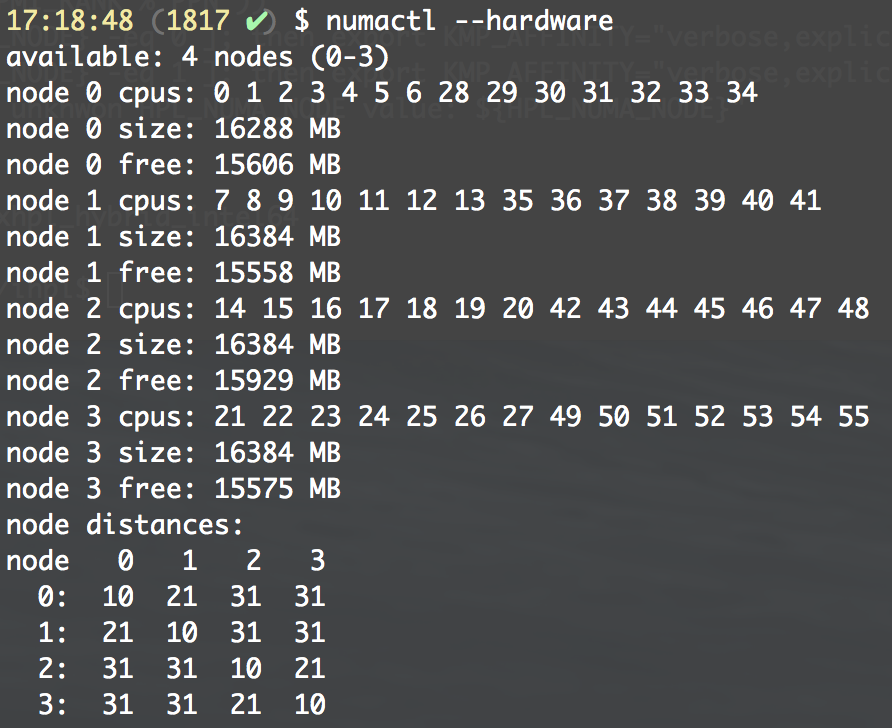 17:18:48 (1817 ✔) $ numactl --hardware
available: 4 nodes (0-3)
node 0 cpus: 0 1 2 3 4 5 6 28 29 30 31 32 33 34
node 0 size: 16288 MB
node 0 free: 15606 MB
node 1 cpus: 7 8 9 10 11 12 13 35 36 37 38 39 40 41
node 1 size: 16384 MB
node 1 free: 15558 MB
node 2 cpus: 14 15 16 17 18 19 20 42 43 44 45 46 47 48
node 2 size: 16384 MB
node 2 free: 15929 MB
node 3 cpus: 21 22 23 24 25 26 27 49 50 51 52 53 54 55
node 3 size: 16384 MB
node 3 free: 15575 MB
node distances:
node 0 1 2 3
0: 10 21 31 31
1: 21 10 31 31
2: 31 31 10 21
3: 31 31 21 10